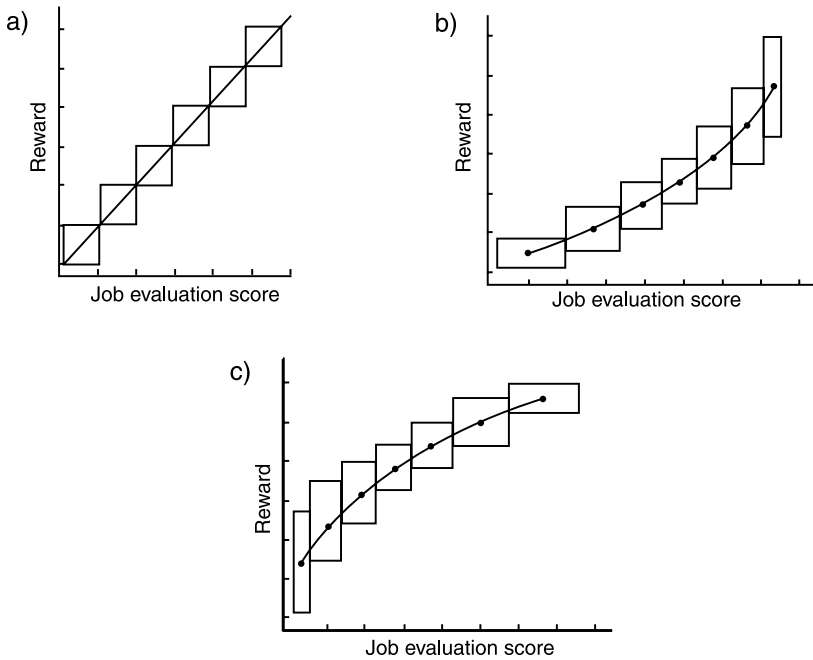 a)
Reward
Job evaluation score
b)
Reward
Job evaluation score
c)
Reward
Job evaluation score